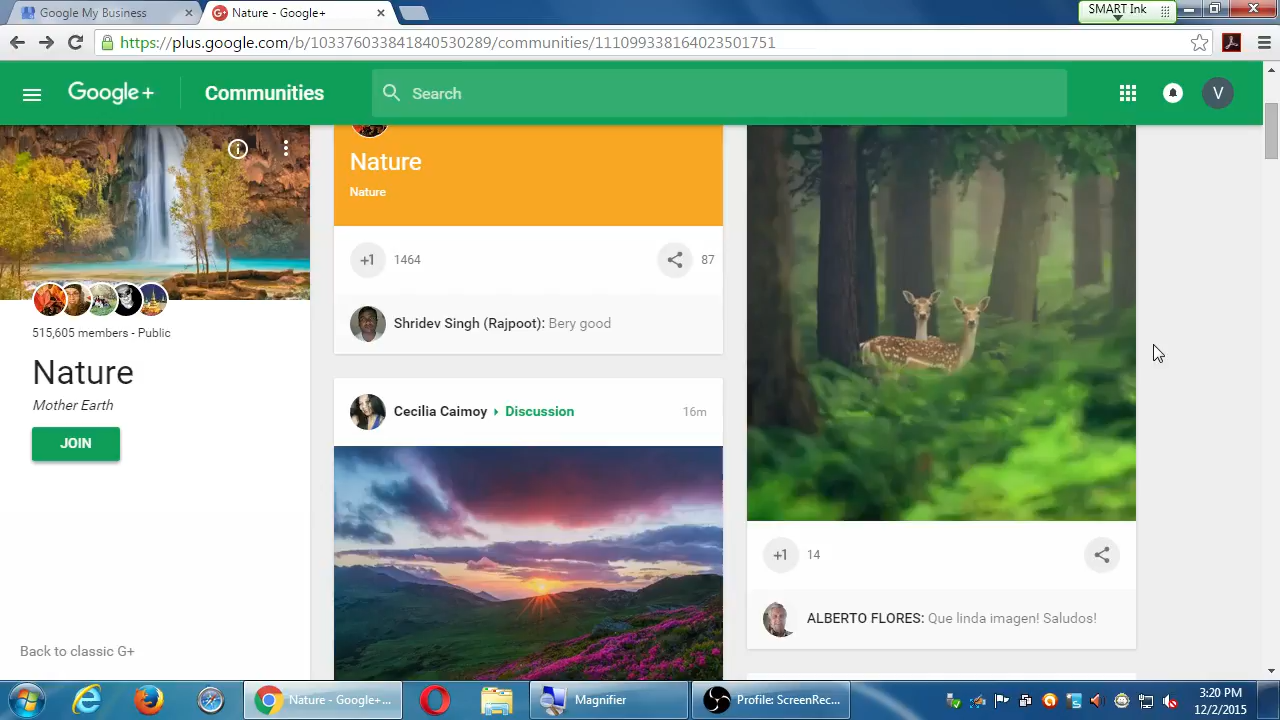 Google My Business
Nature - Google+
SMART Ink
https://plus.google.com/b/103376033841840530289/communities/111099338164023501751
Google+
Communities
Search
V
515,605 members - Public
Nature
Mother Earth
JOIN
Back to classic G+
Nature
Nature
+1
1464
87
Shridev Singh (Rajpoot): Bery good
Cecilia Caimoy
Discussion
16m
+1
14
ALBERTO FLORES: Que linda imagen! Saludos!
Nature - Google+...
Magnifier
Profile: ScreenRec...
3:20 PM
12/2/2015